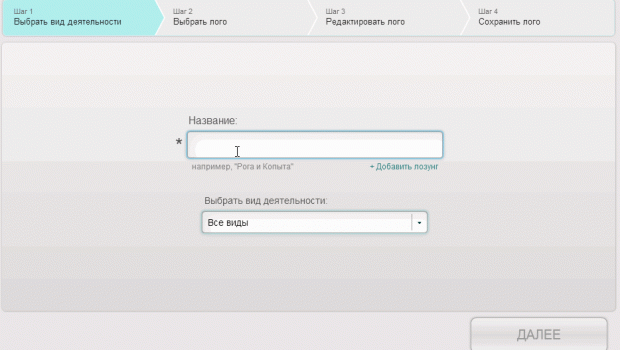 Шаг 1
Выбрать вид деятельности
Шаг 2
Выбрать лого
Шаг 3
Редактировать лого
Шаг 4
Сохранить лого
Название:
*
например, "Рога и Копыта"
+ Добавить лозунг
Выбрать вид деятельности:
Все виды
ДАЛЕЕ